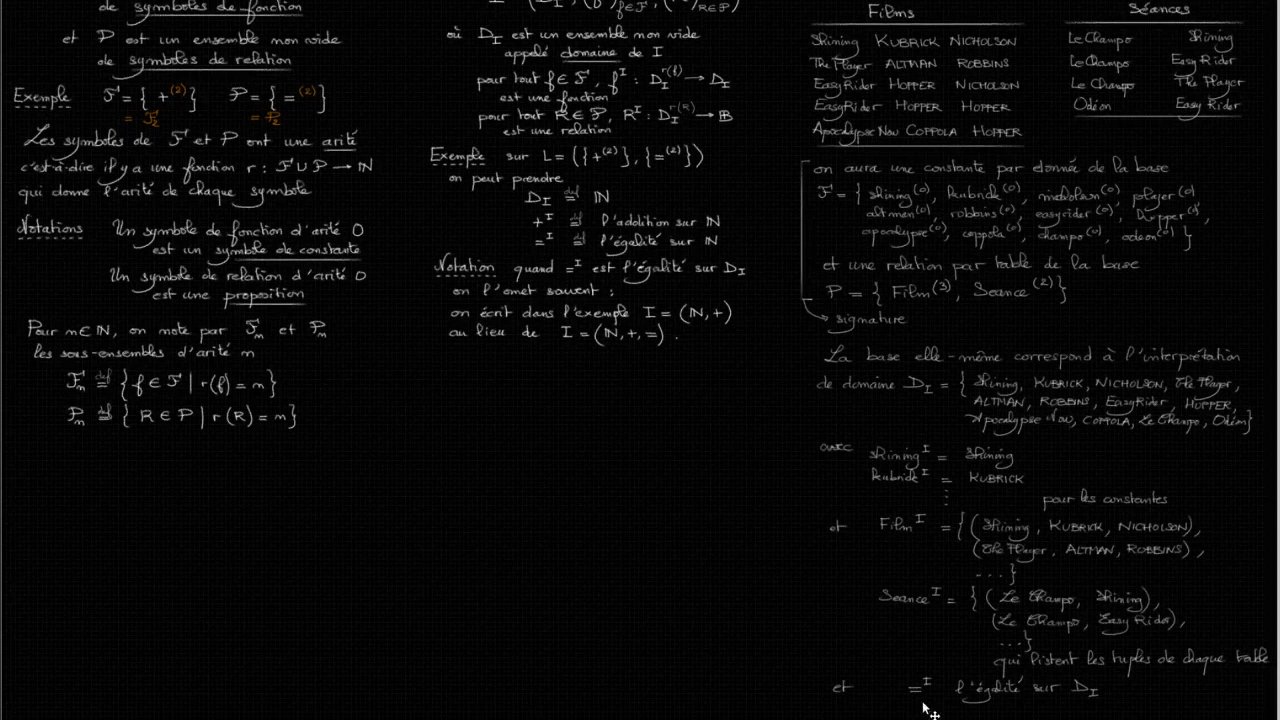 de symboles de fonction
et P est un ensemble non vide
de symboles de relation
Exemple F = { +⁽²⁾ } P = { =⁽²⁾ }
= F₂ = P₂
Les symboles de F et P ont une arité
c'est-à-dire il y a une fonction r : F ∪ P → ℕ
qui donne l'arité de chaque symbole
Notations Un symbole de fonction d'arité 0
est un symbole de constante
Un symbole de relation d'arité 0
est une proposition
Pour m ∈ ℕ, on note par Fₘ et Pₘ
les sous-ensembles d'arité m
Fₘ ≝ { f ∈ F | r(f) = m }
Pₘ ≝ { R ∈ P | r(R) = m }
où D_I est un ensemble non vide
appelé domaine de I
pour tout f ∈ F, f^I : D_I^r(f) → D_I
est une fonction
pour tout R ∈ P, R^I : D_I^r(R) → 𝔹
est une relation
Exemple sur L = ({+⁽²⁾}, {=⁽²⁾})
on peut prendre
D_I ≝ ℕ
+^I ≝ l'addition sur ℕ
=^I ≝ l'égalité sur ℕ
Notation quand =^I est l'égalité sur D_I
on l'omet souvent :
on écrit dans l'exemple I = (ℕ, +)
au lieu de I = (ℕ, +, =) .
Films
Shining KUBRICK NICHOLSON
The Player ALTMAN ROBBINS
EasyRider HOPPER NICHOLSON
EasyRider HOPPER HOPPER
Apocalypse Now COPPOLA HOPPER
Séances
Le Champo Shining
Le Champo Easy Rider
Le Champo The Player
Odéon Easy Rider
on aura une constante par donnée de la base
F = { shining⁽⁰⁾, kubrick⁽⁰⁾, nicholson⁽⁰⁾, player⁽⁰⁾
altman⁽⁰⁾, robbins⁽⁰⁾, easyrider⁽⁰⁾, hopper⁽⁰⁾,
apocalypse⁽⁰⁾, coppola⁽⁰⁾, champo⁽⁰⁾, odeon⁽⁰⁾ }
et une relation par table de la base
P = { Film⁽³⁾, Seance⁽²⁾ }
signature
La base elle-même correspond à l'interprétation
de domaine D_I = { Shining, KUBRICK, NICHOLSON, The Player,
ALTMAN, ROBBINS, EasyRider, HOPPER,
Apocalypse Now, COPPOLA, Le Champo, Odéon}
avec shining^I = Shining
kubrick^I = KUBRICK
⋮ pour les constantes
et Film^I = { (Shining, KUBRICK, NICHOLSON),
(The Player, ALTMAN, ROBBINS),
...}
Seance^I = { (Le Champo, Shining),
(Le Champo, Easy Rider),
...}
qui listent les tuples de chaque table
et =^I l'égalité sur D_I